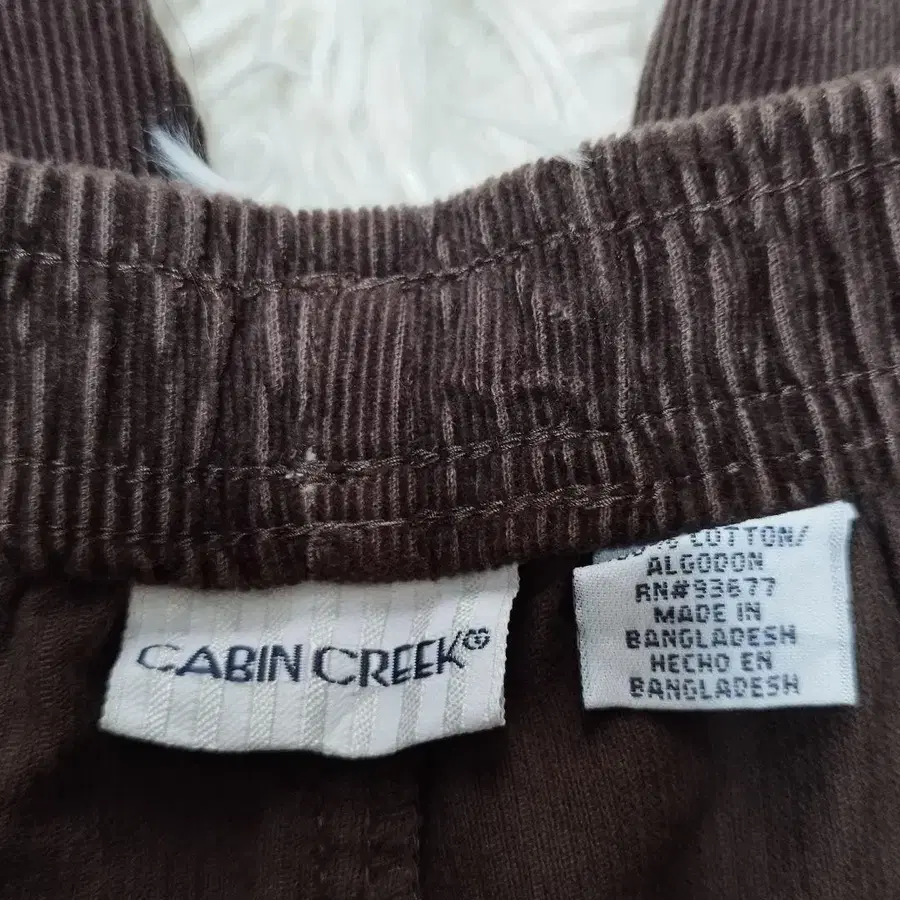 CABIN CREEK
COTTON/
ALGODON
RN#93677
MADE IN
BANGLADESH
HECHO EN
BANGLADESH